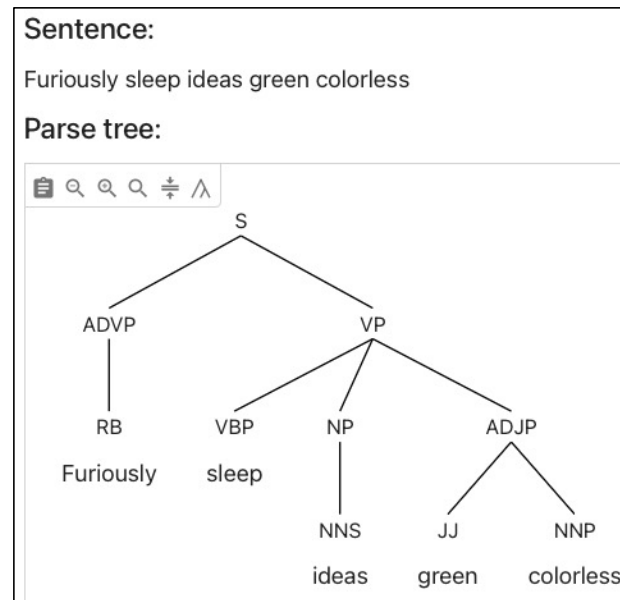 Sentence:
Furiously sleep ideas green colorless
Parse tree:
S
ADVP VP
RB VBP NP ADJP
Furiously sleep
NNS JJ NNP
ideas green colorless